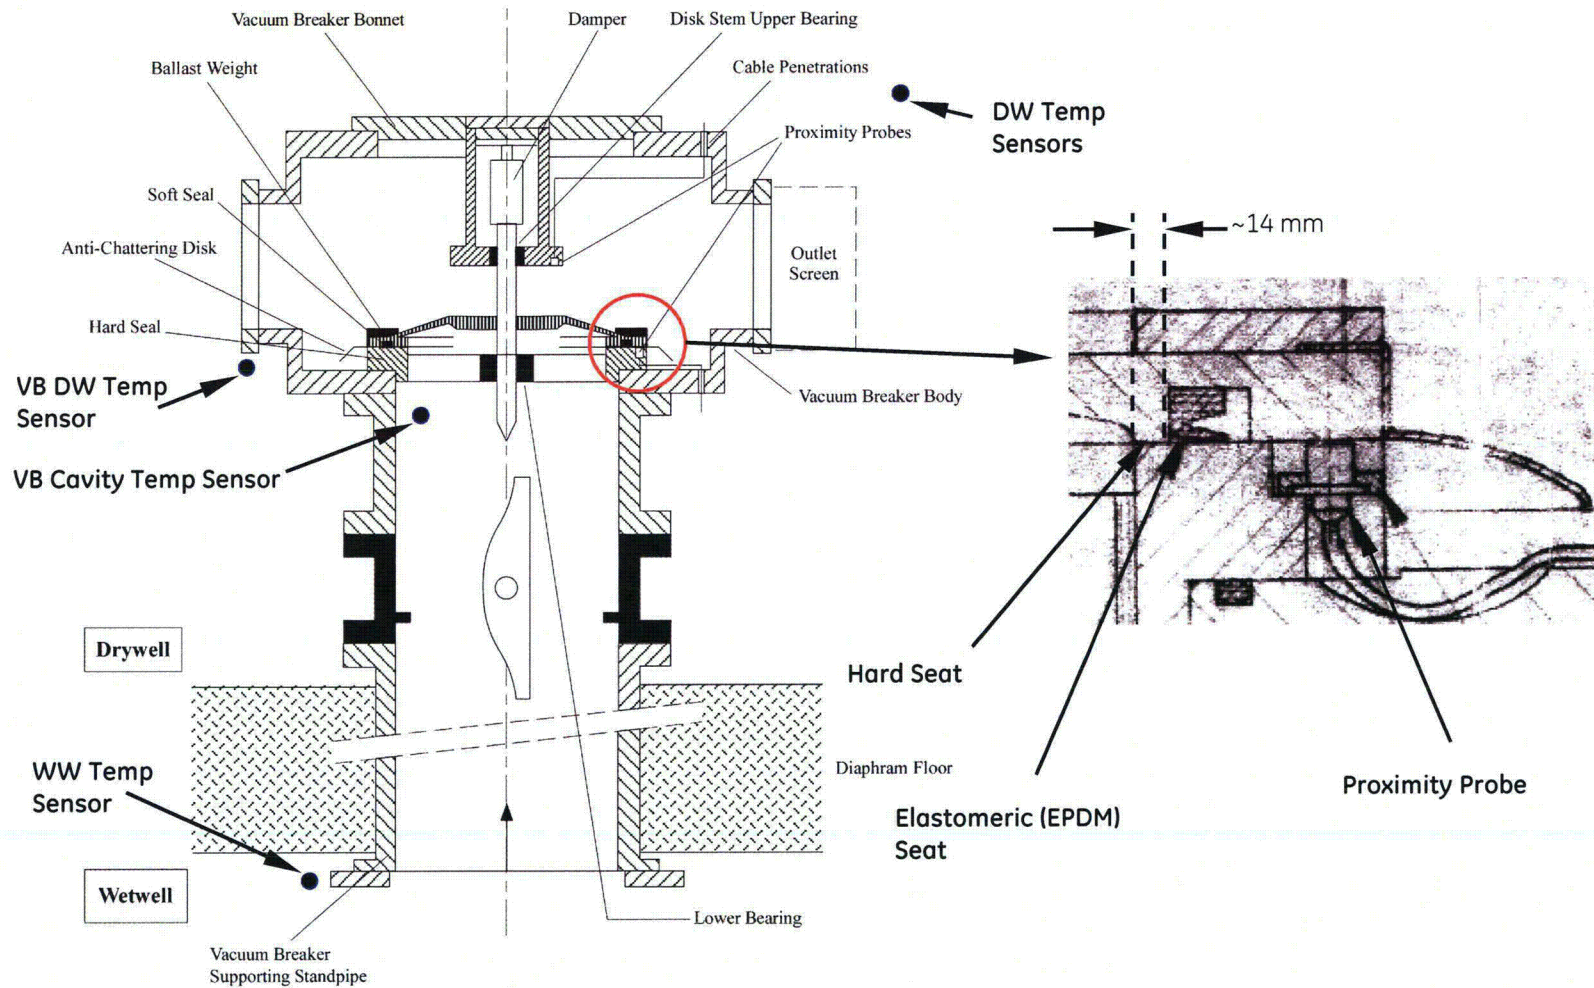 Vacuum Breaker Bonnet
Damper
Disk Stem Upper Bearing
Ballast Weight
Cable Penetrations
DW Temp
Sensors
Proximity Probes
Soft Seal
~14 mm
Anti-Chattering Disk
Outlet
Screen
Hard Seal
VB DW Temp
Sensor
Vacuum Breaker Body
VB Cavity Temp Sensor
Drywell
Hard Seat
WW Temp
Sensor
Diaphram Floor
Proximity Probe
Elastomeric (EPDM)
Seat
Wetwell
Lower Bearing
Vacuum Breaker
Supporting Standpipe